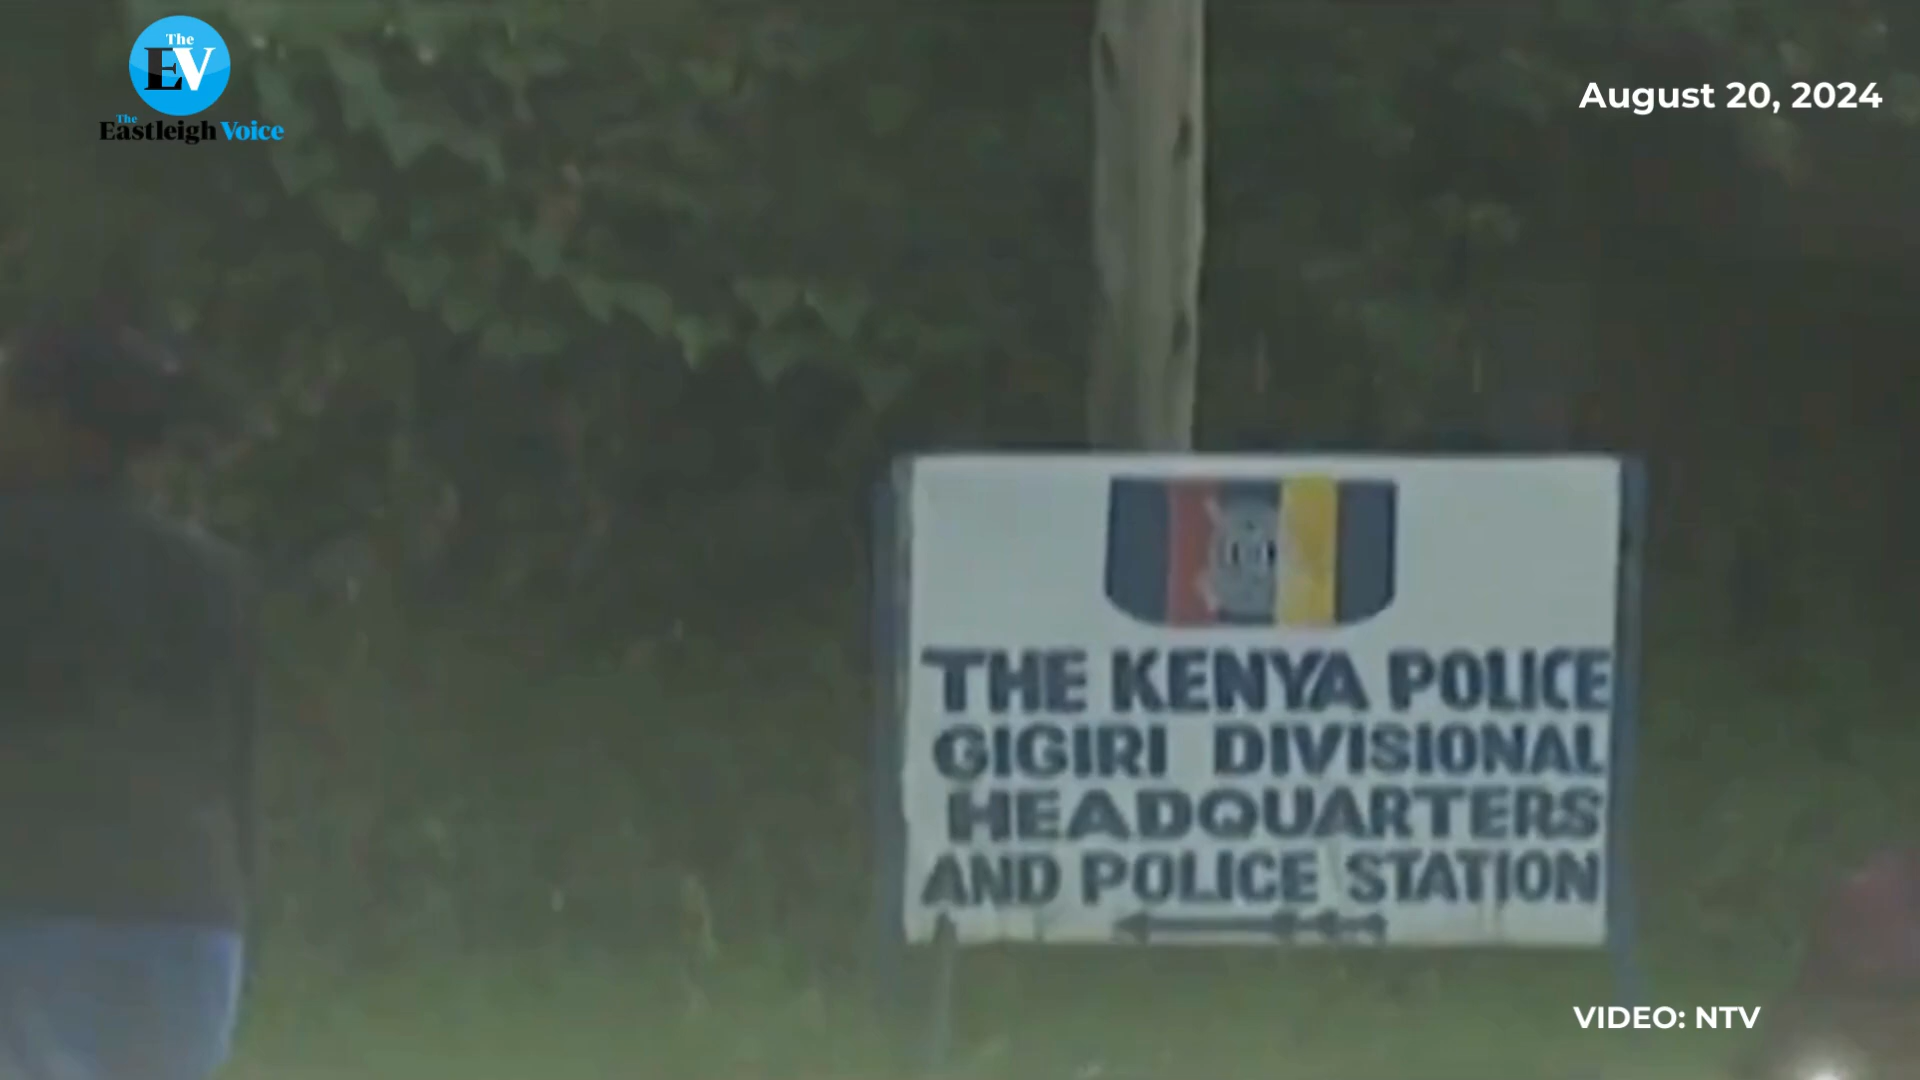 The
EV
The
Eastleigh Voice
August 20, 2024
THE KENYA POLICE
GIGIRI DIVISIONAL
HEADQUARTERS
AND POLICE STATION
VIDEO: NTV